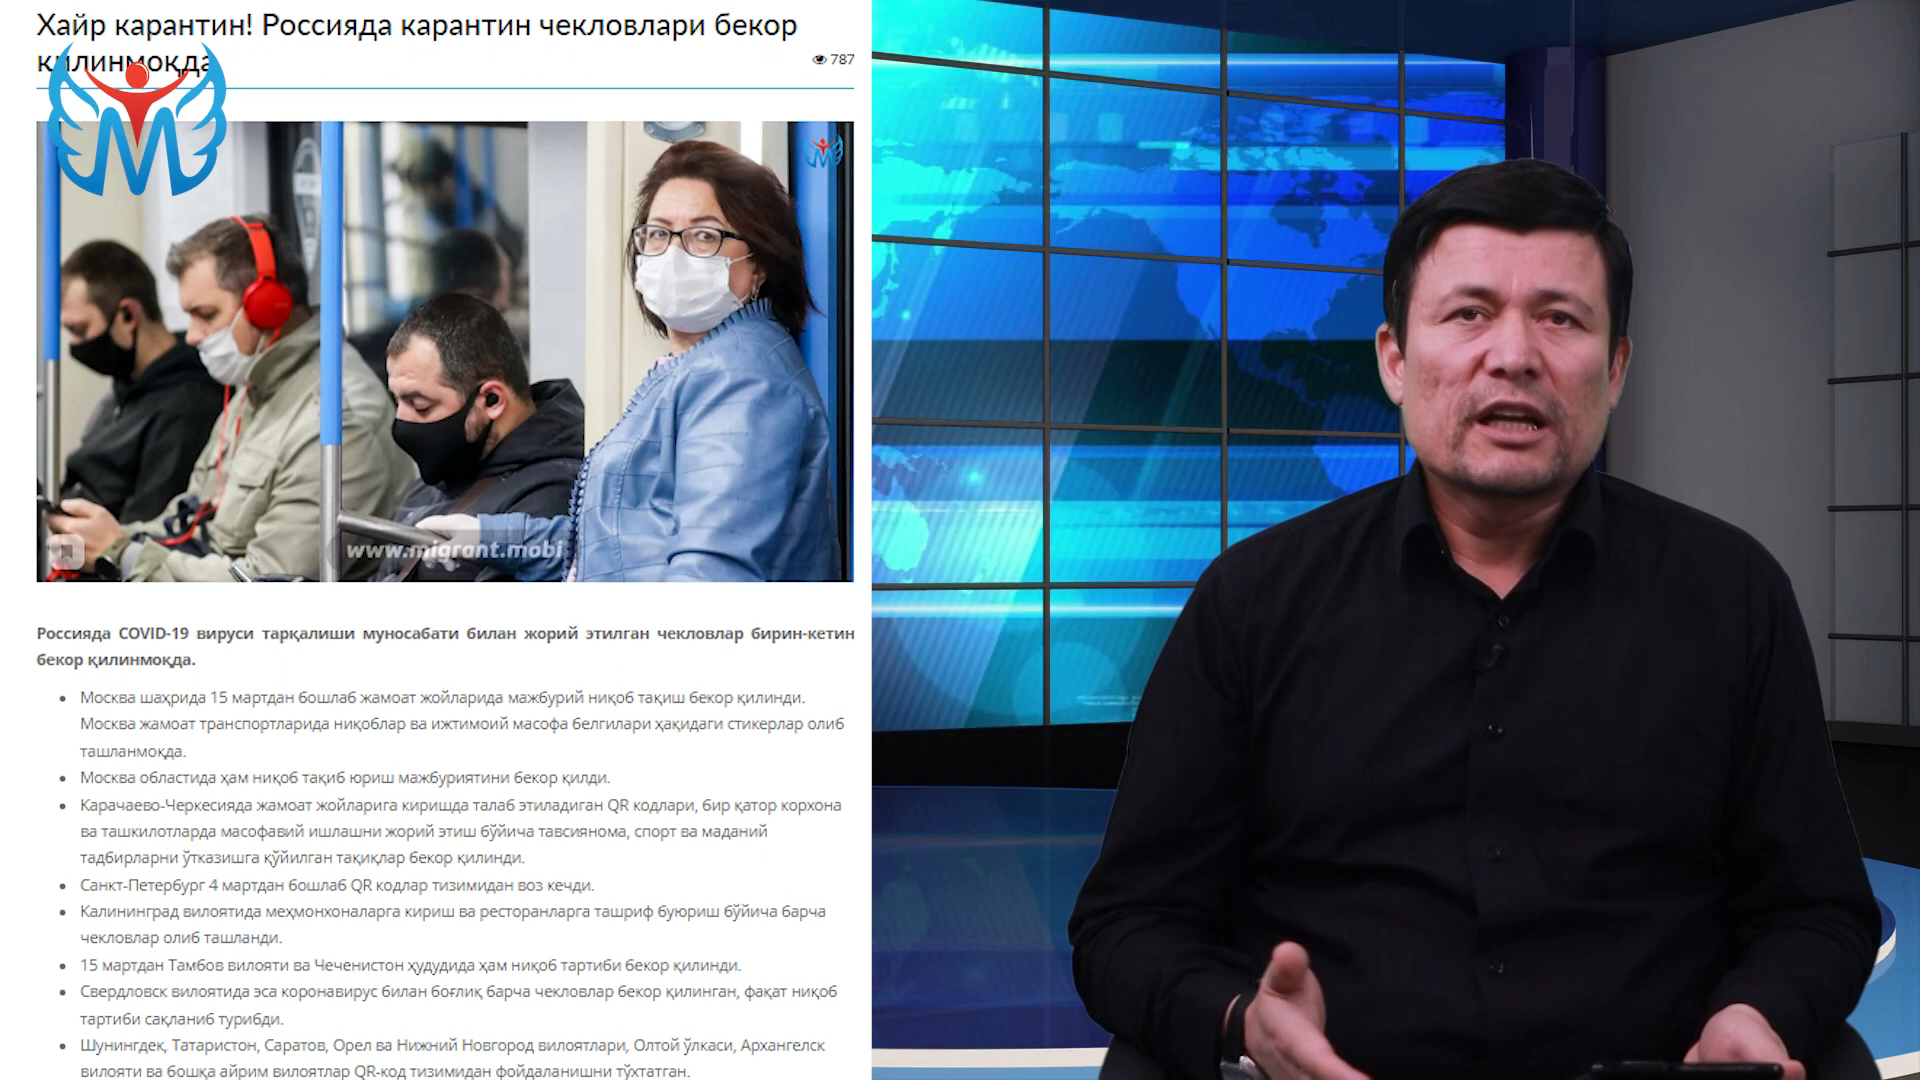 Хайр карантин! Россияда карантин чекловлари бекор
қилинмоқда
787
www.migrant.mobi
Россияда COVID-19 вируси тарқалиши муносабати билан жорий этилган чекловлар бирин-кетин
бекор қилинмоқда.
Москва шаҳрида 15 мартдан бошлаб жамоат жойларида мажбурий ниқоб тақиш бекор қилинди.
Москва жамоат транспортларида ниқоблар ва ижтимоий масофа белгилари ҳақидаги стикерлар олиб
ташланмоқда.
Москва областида ҳам ниқоб тақиб юриш мажбуриятини бекор қилди.
Карачаево-Черкесияда жамоат жойларига киришда талаб этиладиган QR кодлари, бир қатор корхона
ва ташкилотларда масофавий ишлашни жорий этиш бўйича тавсиянома, спорт ва маданий
тадбирларни ўтказишга қўйилган тақиқлар бекор қилинди.
Санкт-Петербург 4 мартдан бошлаб QR кодлар тизимидан воз кечди.
Калининград вилоятида меҳмонхоналарга кириш ва ресторанларга ташриф буюриш бўйича барча
чекловлар олиб ташланди.
15 мартдан Тамбов вилояти ва Чеченистон ҳудудида ҳам ниқоб тартиби бекор қилинди.
Свердловск вилоятида эса коронавирус билан боғлиқ барча чекловлар бекор қилинган, фақат ниқоб
тартиби сақланиб турибди.
Шунингдек, Татаристон, Саратов, Орел ва Нижний Новгород вилоятлари, Олтой ўлкаси, Архангелск
вилояти ва бошқа айрим вилоятлар QR-код тизимидан фойдаланишни тўхтатган.